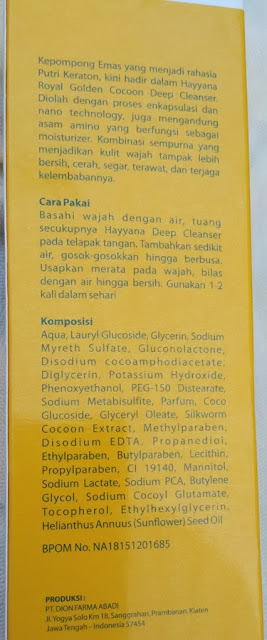 Kepompong Emas yang menjadi rahasia
Putri Keraton, kini hadir dalam Hayyana
Royal Golden Cocoon Deep Cleanser.
Diolah dengan proses enkapsulasi dan
nano technology, juga mengandung
asam amino yang berfungsi sebagai
moisturizer. Kombinasi sempurna yang
menjadikan kulit wajah tampak lebih
bersih, cerah, segar, terawat, dan terjaga
kelembabannya.
Cara Pakai
Basahi wajah dengan air, tuang
secukupnya Hayyana Deep Cleanser
pada telapak tangan. Tambahkan sedikit
air, gosok-gosokkan hingga berbusa.
Usapkan merata pada wajah, bilas
dengan air hingga bersih. Gunakan 1-2
kali dalam sehari
Komposisi
Aqua, Lauryl Glucoside, Glycerin, Sodium
Myreth Sulfate, Gluconolactone,
Disodium cocoamphodiacetate,
Diglycerin, Potassium Hydroxide,
Phenoxyethanol, PEG-150 Distearate,
Sodium Metabisulfite, Parfum, Coco
Glucoside, Glyceryl Oleate, Silkworm
Cocoon Extract, Methylparaben,
Disodium EDTA. Propanediol,
Ethylparaben, Butylparaben, Lecithin,
Propylparaben, CI 19140, Mannitol,
Sodium Lactate, Sodium PCA, Butylene
Glycol, Sodium Cocoyl Glutamate,
Tocopherol, Ethylhexylglycerin,
Helianthus Annuus (Sunflower) Seed Oil
BPOM No. NA18151201685
PRODUKSI :
PT. DION FARMA ABADI
Jl. Yogya Solo Km 18, Sanggrahan, Prambanan. Klaten
Jawa Tengah - Indonesia 57454